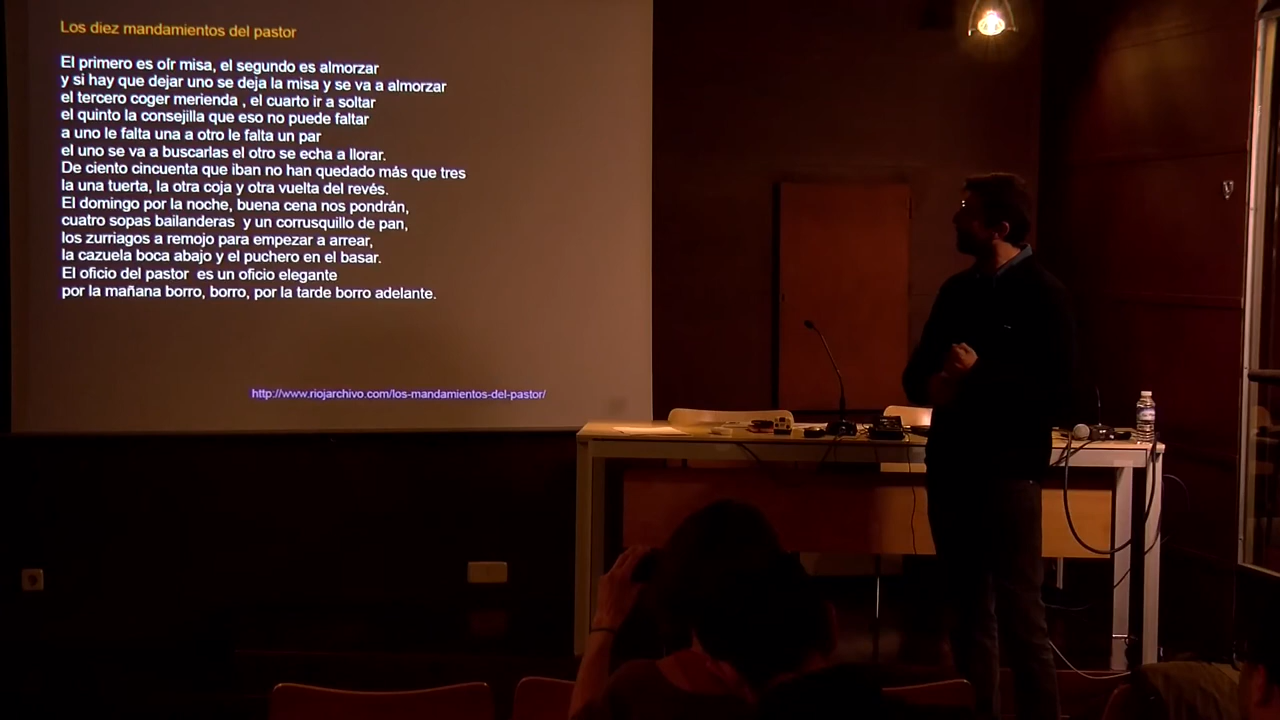 Los diez mandamientos del pastor
El primero es oír misa, el segundo es almorzar
y si hay que dejar uno se deja la misa y se va a almorzar
el tercero coger merienda , el cuarto ir a soltar
el quinto la consejilla que eso no puede faltar
a uno le falta una a otro le falta un par
el uno se va a buscarlas el otro se echa a llorar.
De ciento cincuenta que iban no han quedado más que tres
la una tuerta, la otra coja y otra vuelta del revés.
El domingo por la noche, buena cena nos pondrán,
cuatro sopas bailanderas y un corrusquillo de pan,
los zurriagos a remojo para empezar a arrear,
la cazuela boca abajo y el puchero en el basar.
El oficio del pastor es un oficio elegante
por la mañana borro, borro, por la tarde borro adelante.
http://www.riojarchivo.com/los-mandamientos-del-pastor/